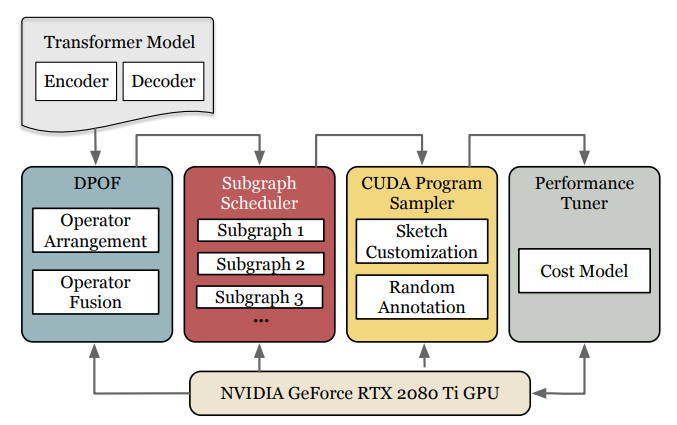 Transformer Model
Encoder
Decoder
DPOF
Operator
Arrangement
Operator
Fusion
Subgraph
Scheduler
Subgraph 1
Subgraph 2
Subgraph 3
...
CUDA Program
Sampler
Sketch
Customization
Random
Annotation
Performance
Tuner
Cost Model
NVIDIA GeForce RTX 2080 Ti GPU